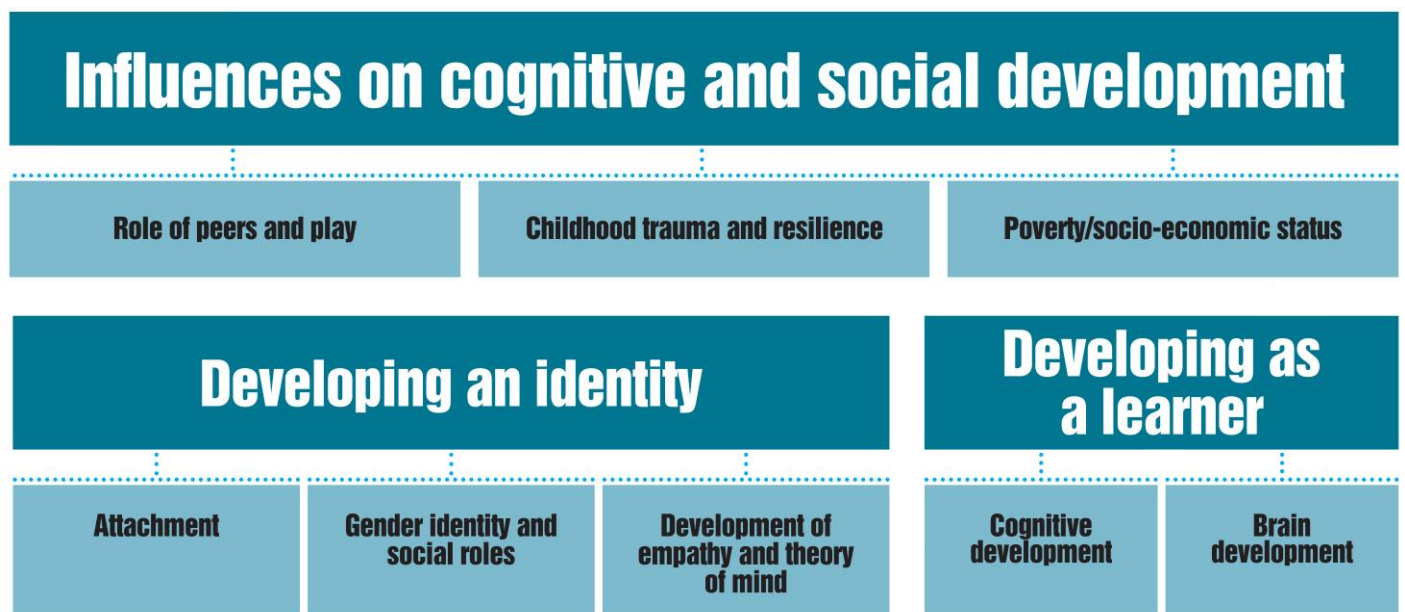 Influences on cognitive and social development
Role of peers and play
Childhood trauma and resilience
Poverty/socio-economic status
Developing an identity
Attachment
Gender identity and
social roles
Development of
empathy and theory
of mind
Developing as
a learner
Cognitive
development
Brain
development